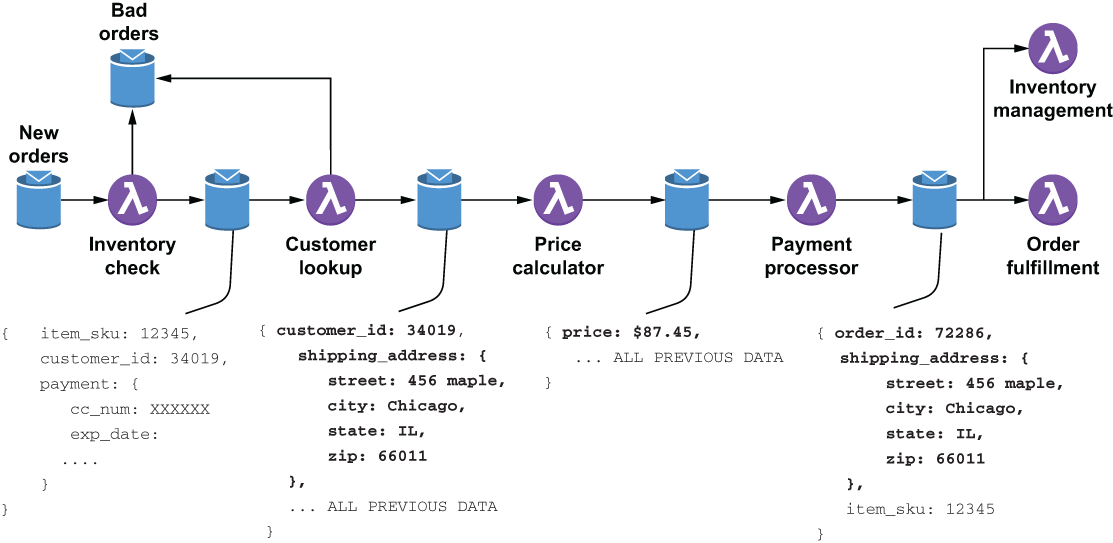 Bad
orders
New
orders
Inventory
check
Customer
lookup
Price
calculator
Payment
processor
Inventory
management
Order
fulfillment
{ item_sku: 12345,
customer_id: 34019,
payment: {
cc_num: XXXXXX
exp_date:
....
}
}
{ customer_id: 34019,
shipping_address: {
street: 456 maple,
city: Chicago,
state: IL,
zip: 66011
},
... ALL PREVIOUS DATA
}
{ price: $87.45,
... ALL PREVIOUS DATA
}
{ order_id: 72286,
shipping_address: {
street: 456 maple,
city: Chicago,
state: IL,
zip: 66011
},
item_sku: 12345
}